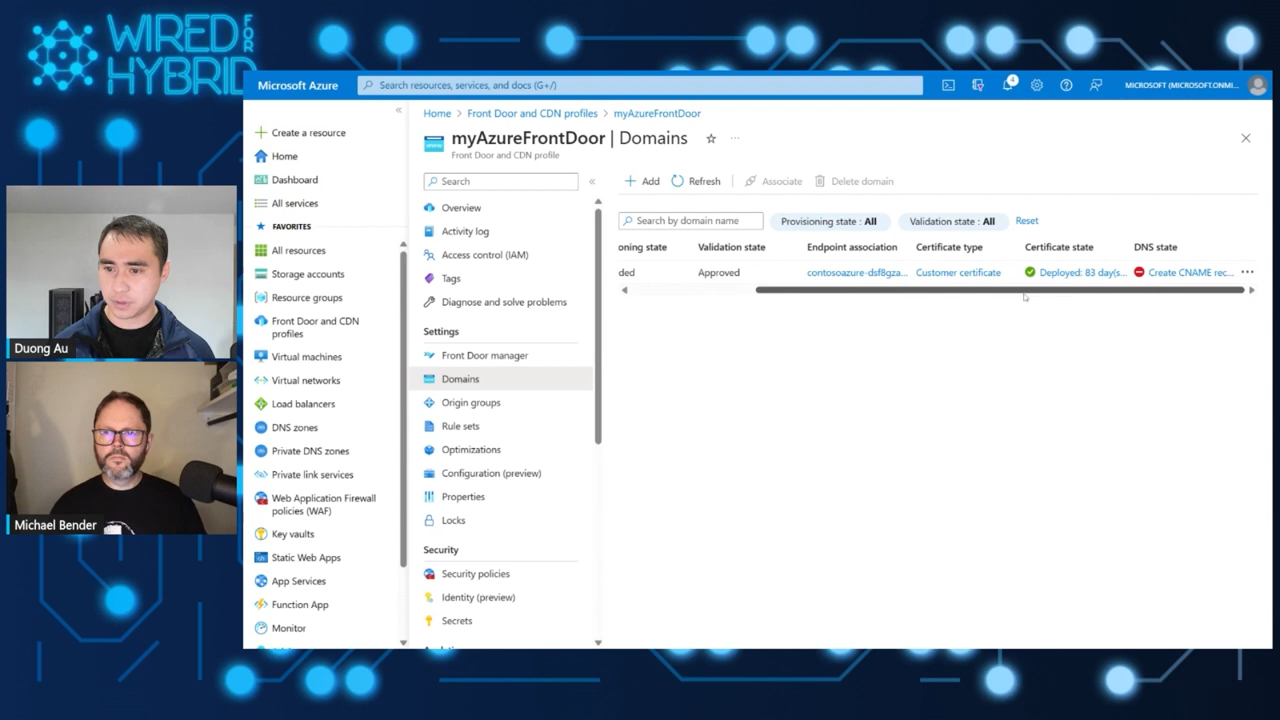 WIRED FOR
HYBRID
Microsoft Azure
Search resources, services, and docs (G+/)
4
MICROSOFT (MICROSOFT.ONMI...
Create a resource
Home
Dashboard
All services
FAVORITES
All resources
Storage accounts
Resource groups
Front Door and CDN
profiles
Virtual machines
Virtual networks
Load balancers
DNS zones
Private DNS zones
Private link services
Web Application Firewall
policies (WAF)
Key vaults
Static Web Apps
App Services
Function App
Monitor
Home > Front Door and CDN profiles > myAzureFrontDoor
myAzureFrontDoor | Domains
Front Door and CDN profile
Search
Overview
Activity log
Access control (IAM)
Tags
Diagnose and solve problems
Settings
Front Door manager
Domains
Origin groups
Rule sets
Optimizations
Configuration (preview)
Properties
Locks
Security
Security policies
Identity (preview)
Secrets
Add Refresh Associate Delete domain
Search by domain name Provisioning state : All Validation state : All Reset
oning state Validation state Endpoint association Certificate type Certificate state DNS state
ded Approved contosoazure-dsf8gza... Customer certificate Deployed: 83 day(s... Create CNAME rec...
Duong Au
Michael Bender